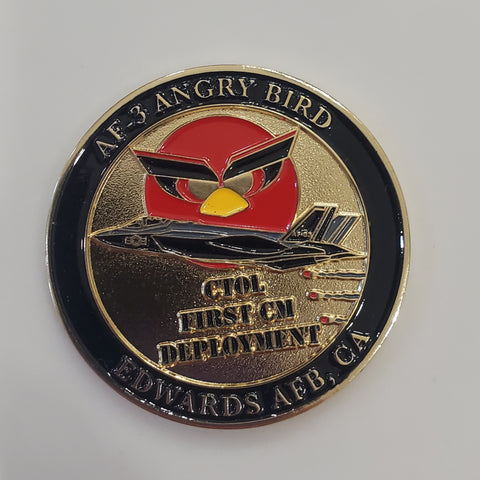 AF-3 ANGRY BIRD
CTOL
FIRST CM
DEPLOYMENT
EDWARDS AFB, CA